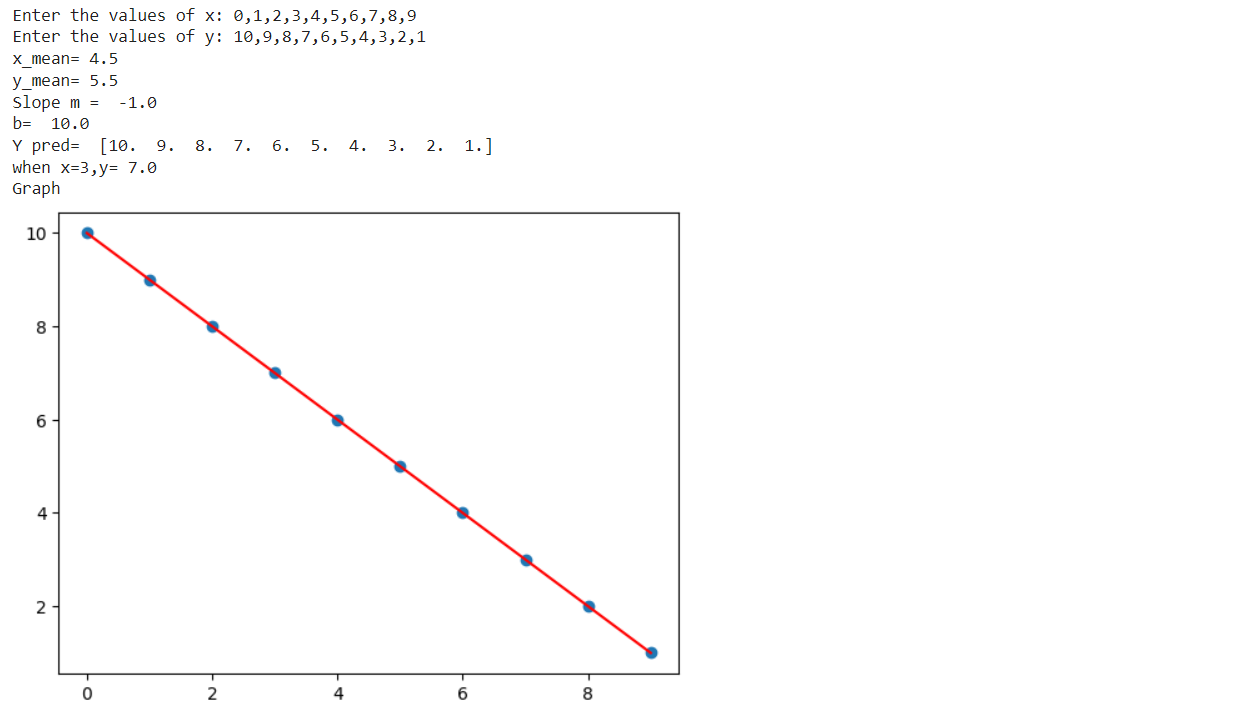 Enter the values of x: 0,1,2,3,4,5,6,7,8,9
Enter the values of y: 10,9,8,7,6,5,4,3,2,1
x_mean= 4.5
y_mean= 5.5
Slope m =  -1.0
b=  10.0
Y pred=  [10.  9.  8.  7.  6.  5.  4.  3.  2.  1.]
when x=3,y= 7.0
Graph
10
8
6
4
2
0 2 4 6 8